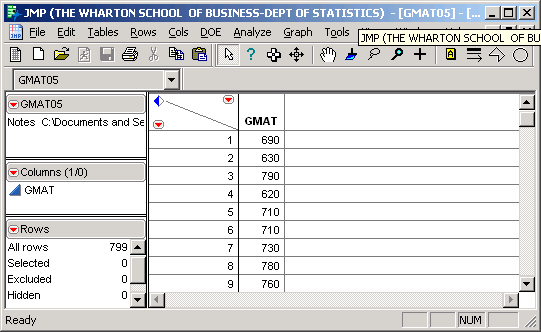 JMP (THE WHARTON SCHOOL OF BUSINESS-DEPT OF STATISTICS) - [GMAT05] - [...
File Edit Tables Rows Cols DOE Analyze Graph Tools
JMP (THE WHARTON SCHOOL OF BU
GMAT05
GMAT05
Notes C:\Documents and Se
Columns (1/0)
GMAT
Rows
All rows 799
Selected 0
Excluded 0
Hidden 0
GMAT
1 690
2 630
3 790
4 620
5 710
6 710
7 730
8 780
9 760
Ready NUM